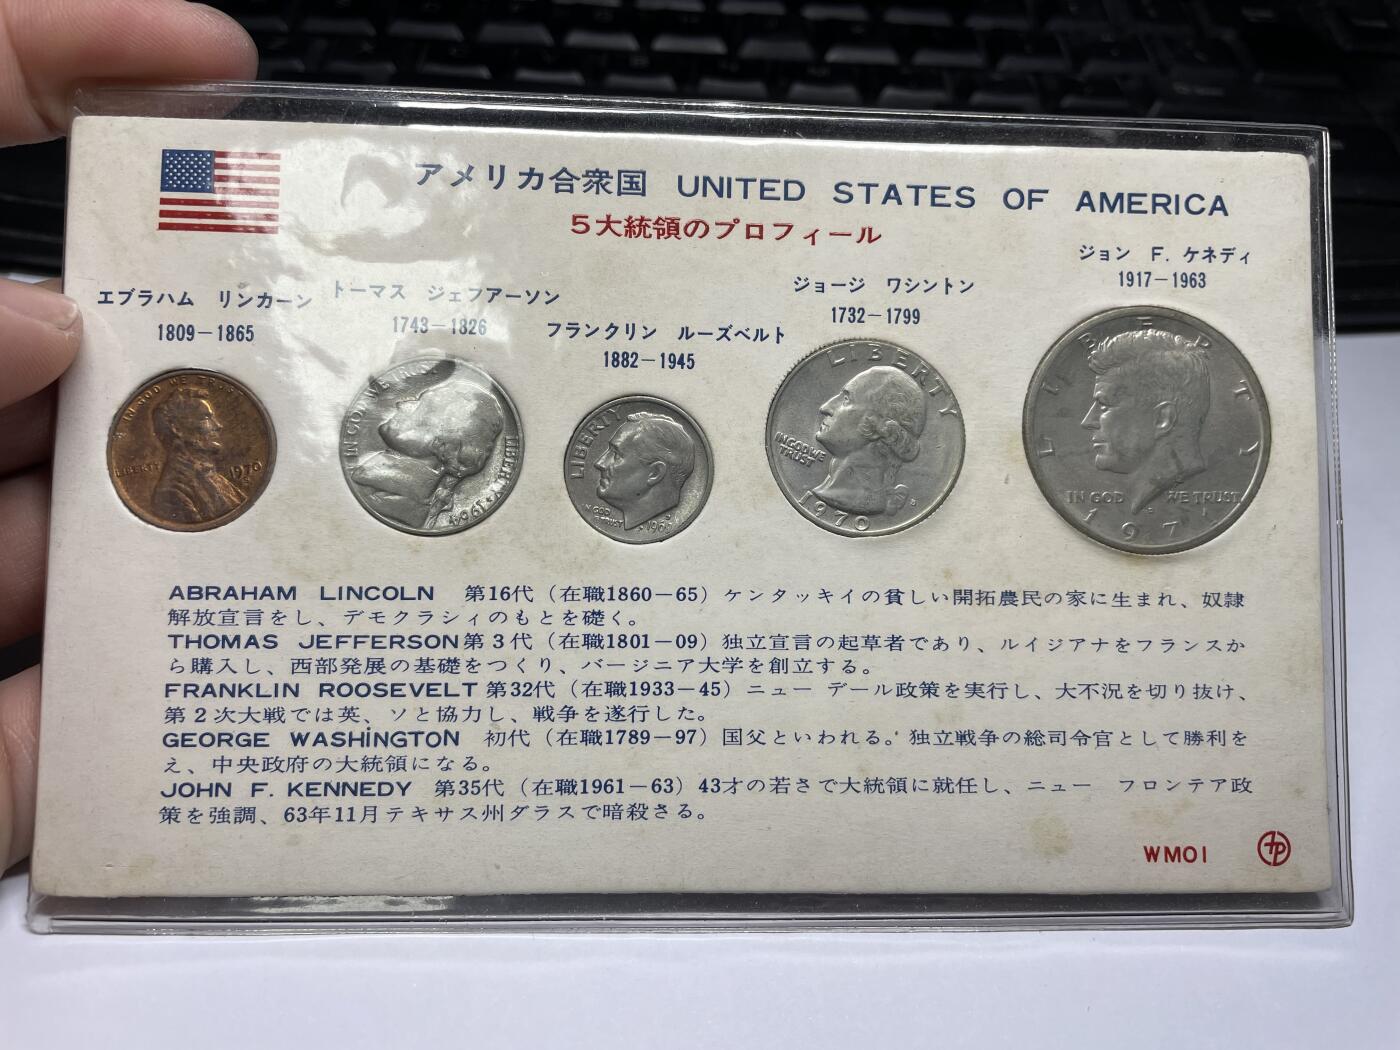 アメリカ合衆国 UNITED STATES OF AMERICA
5大統領のプロフィール
エブラハム リンカーン
1809－1865
トーマス ジェファーソン
1743－1826
フランクリン ルーズベルト
1882－1945
ジョージ ワシントン
1732－1799
ジョン F. ケネディ
1917－1963
IN GOD WE TRUST
LIBERTY
1970
IN GOD WE
LIBERTY
1964
LIBERTY
IN GOD WE TRUST
LIBERTY
IN GOD WE TRUST
1970
LIBERTY
IN GOD WE TRUST
1971
ABRAHAM LINCOLN 第16代（在職1860－65）ケンタッキイの貧しい開拓農民の家に生まれ、奴隷
解放宣言をし、デモクラシィのもとを礎く。
THOMAS JEFFERSON 第3代（在職1801－09）独立宣言の起草者であり、ルイジアナをフランスか
ら購入し、西部発展の基礎をつくり、バージニア大学を創立する。
FRANKLIN ROOSEVELT 第32代（在職1933－45）ニュー デール政策を実行し、大不況を切り抜け、
第2次大戦では英、ソと協力し、戦争を遂行した。
GEORGE WASHiNGTON 初代（在職1789－97）国父といわれる。独立戦争の総司令官として勝利を
え、中央政府の大統領になる。
JOHN F. KENNEDY 第35代（在職1961－63）43才の若さで大統領に就任し、ニュー フロンテア政
策を強調、63年11月テキサス州ダラスで暗殺さる。
WM01